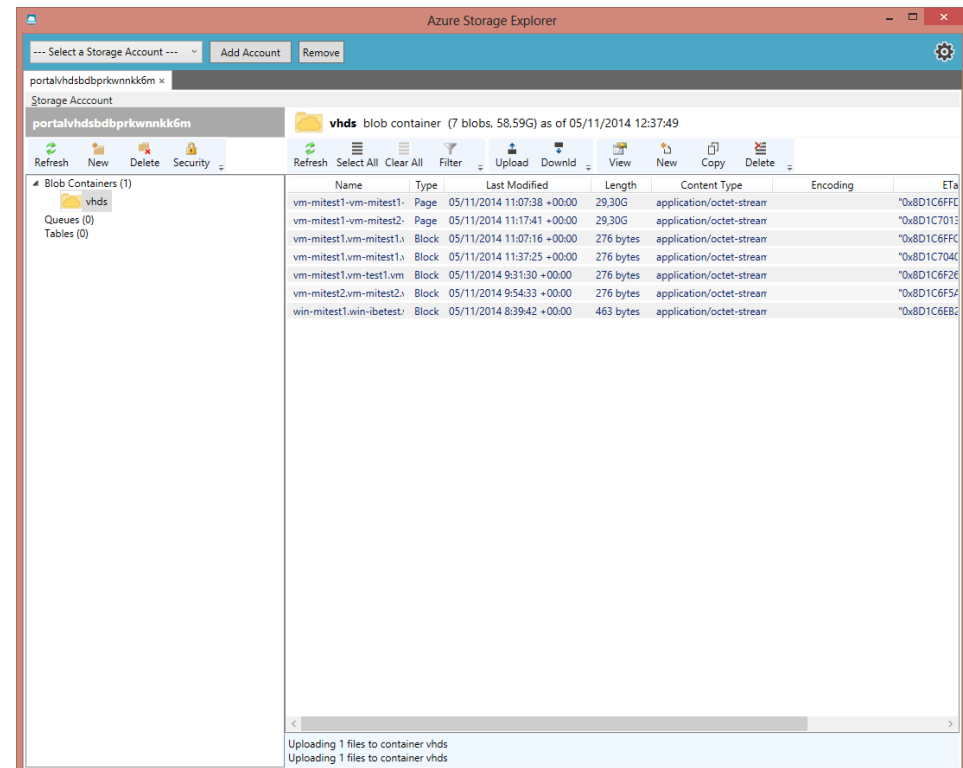 Azure Storage Explorer
--- Select a Storage Account --- Add Account Remove
portalvhdsbdbprkwnnkk6m ×
Storage Acccount
portalvhdsbdbprkwnnkk6m
vhds blob container (7 blobs, 58,59G) as of 05/11/2014 12:37:49
Refresh New Delete Security
Refresh Select All Clear All Filter Upload Downld View New Copy Delete
Blob Containers (1)
vhds
Queues (0)
Tables (0)
Name Type Last Modified Length Content Type Encoding ETa
vm-mitest1-vm-mitest1- Page 05/11/2014 11:07:38 +00:00 29,30G application/octet-stream "0x8D1C6FFD
vm-mitest1-vm-mitest2- Page 05/11/2014 11:17:41 +00:00 29,30G application/octet-stream "0x8D1C7013
vm-mitest1.vm-mitest1. Block 05/11/2014 11:07:16 +00:00 276 bytes application/octet-stream "0x8D1C6FFC
vm-mitest1.vm-mitest1. Block 05/11/2014 11:37:25 +00:00 276 bytes application/octet-stream "0x8D1C704C
vm-mitest1.vm-test1.vm Block 05/11/2014 9:31:30 +00:00 276 bytes application/octet-stream "0x8D1C6F26
vm-mitest2.vm-mitest2. Block 05/11/2014 9:54:33 +00:00 276 bytes application/octet-stream "0x8D1C6F5A
win-mitest1.win-ibetest. Block 05/11/2014 8:39:42 +00:00 463 bytes application/octet-stream "0x8D1C6EB2
Uploading 1 files to container vhds
Uploading 1 files to container vhds